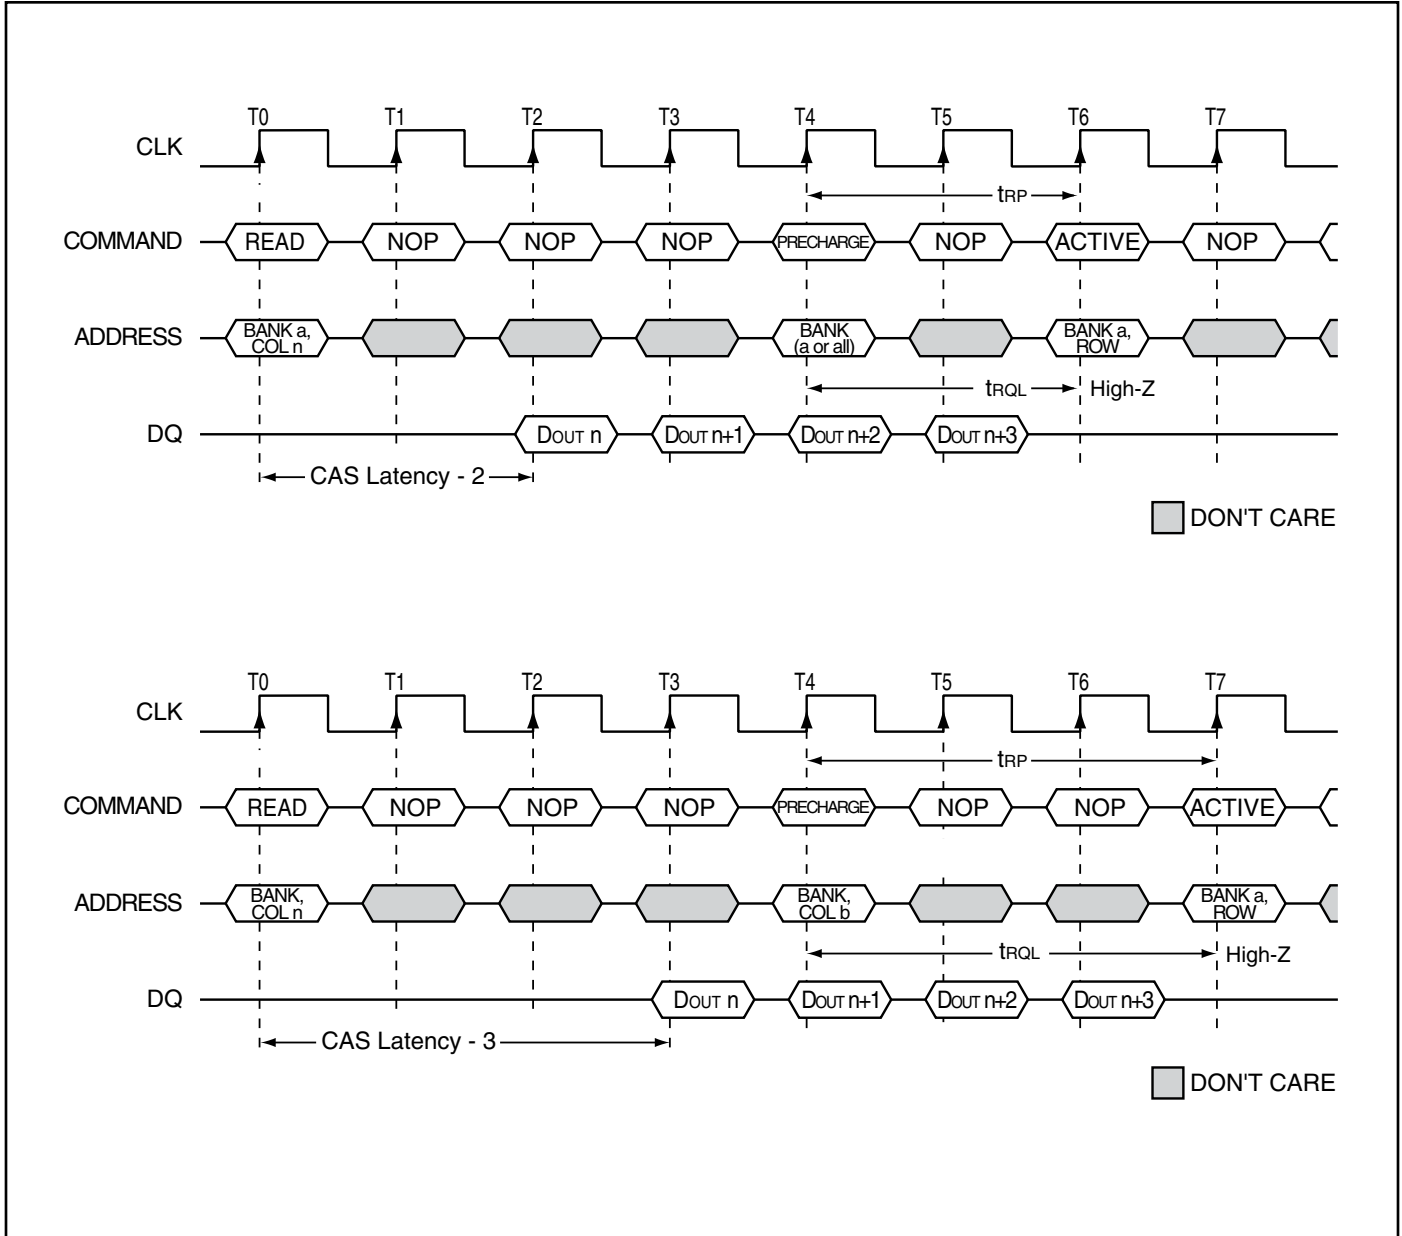 T0 T1 T2 T3 T4 T5 T6 T7
CLK
tRP
COMMAND READ NOP NOP NOP PRECHARGE NOP ACTIVE NOP
ADDRESS BANK a, COL n BANK (a or all) BANK a, ROW
tRQL High-Z
DQ DOUT n DOUT n+1 DOUT n+2 DOUT n+3
CAS Latency - 2
DON'T CARE
T0 T1 T2 T3 T4 T5 T6 T7
CLK
tRP
COMMAND READ NOP NOP NOP PRECHARGE NOP NOP ACTIVE
ADDRESS BANK, COL n BANK, COL b BANK a, ROW
tRQL High-Z
DQ DOUT n DOUT n+1 DOUT n+2 DOUT n+3
CAS Latency - 3
DON'T CARE